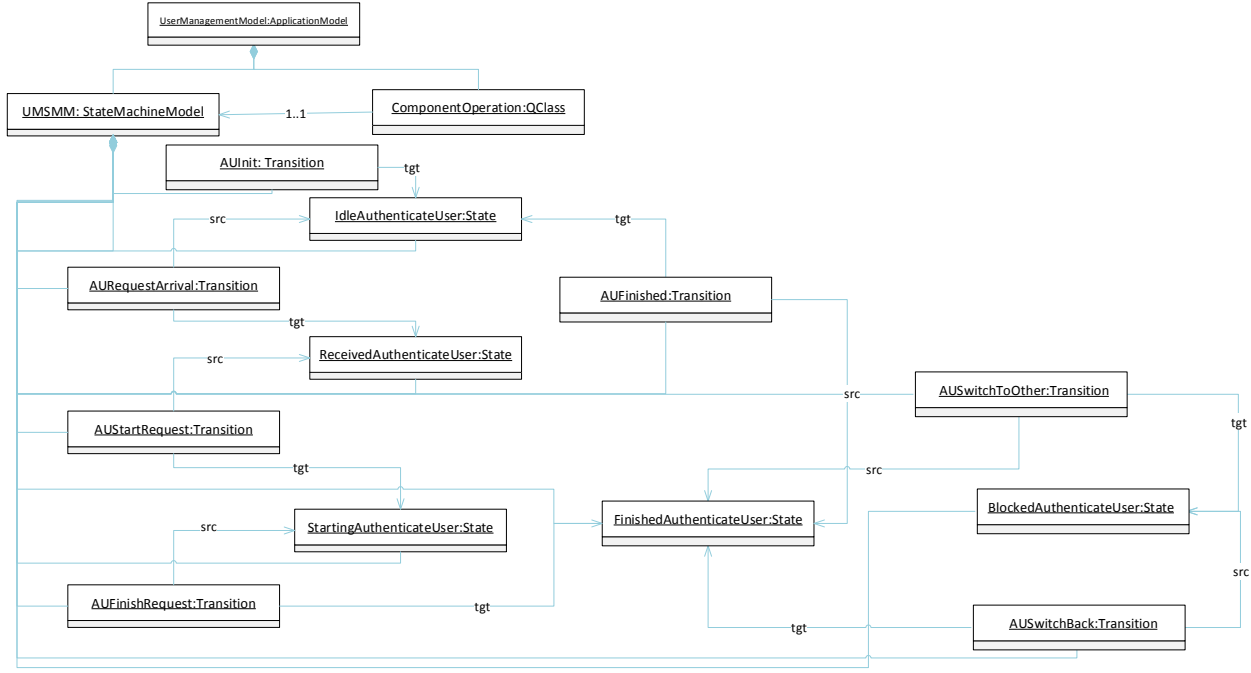 UserManagementModel:ApplicationModel
UMSMM: StateMachineModel
1..1
ComponentOperation:QClass
AUInit: Transition
tgt
src
IdleAuthenticateUser:State
tgt
AURequestArrival:Transition
AUFinished:Transition
tgt
src
ReceivedAuthenticateUser:State
src
AUSwitchToOther:Transition
tgt
AUStartRequest:Transition
tgt
src
src
StartingAuthenticateUser:State
FinishedAuthenticateUser:State
BlockedAuthenticateUser:State
src
AUFinishRequest:Transition
tgt
tgt
AUSwitchBack:Transition